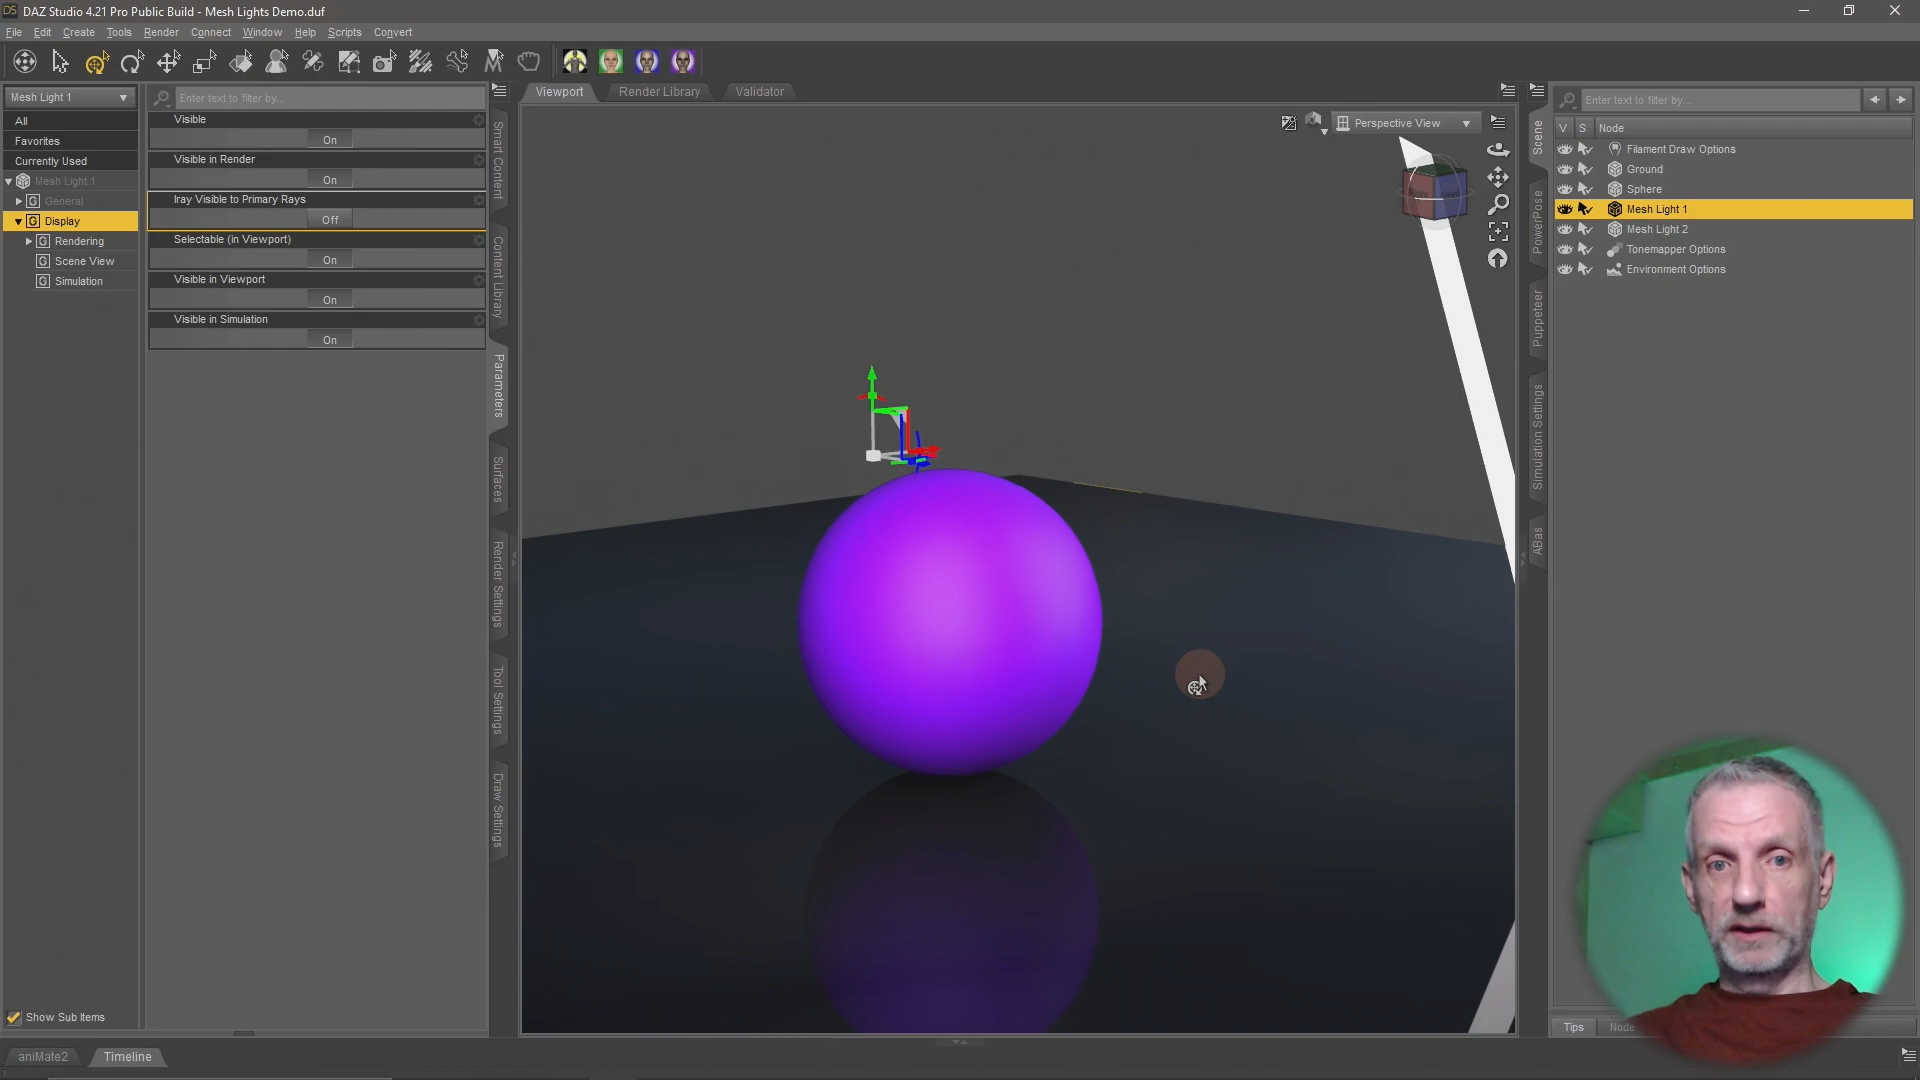 DAZ Studio 4.21 Pro Public Build - Mesh Lights Demo.duf
File Edit Create Tools Render Connect Window Help Scripts Convert
Mesh Light 1
All
Favorites
Currently Used
Mesh Light 1
General
Display
Rendering
Scene View
Simulation
Show Sub Items
Enter text to filter by...
Visible
On
Visible in Render
On
Iray Visible to Primary Rays
Off
Selectable (in Viewport)
On
Visible in Viewport
On
Visible in Simulation
On
Smart Content
Content Library
Parameters
Surfaces
Render Settings
Tool Settings
Draw Settings
Viewport Render Library Validator
Perspective View
Scene
PowerPose
Puppeteer
Simulation Settings
ABas
Enter text to filter by...
V S Node
Filament Draw Options
Ground
Sphere
Mesh Light 1
Mesh Light 2
Tonemapper Options
Environment Options
Tips Node
aniMate2 Timeline